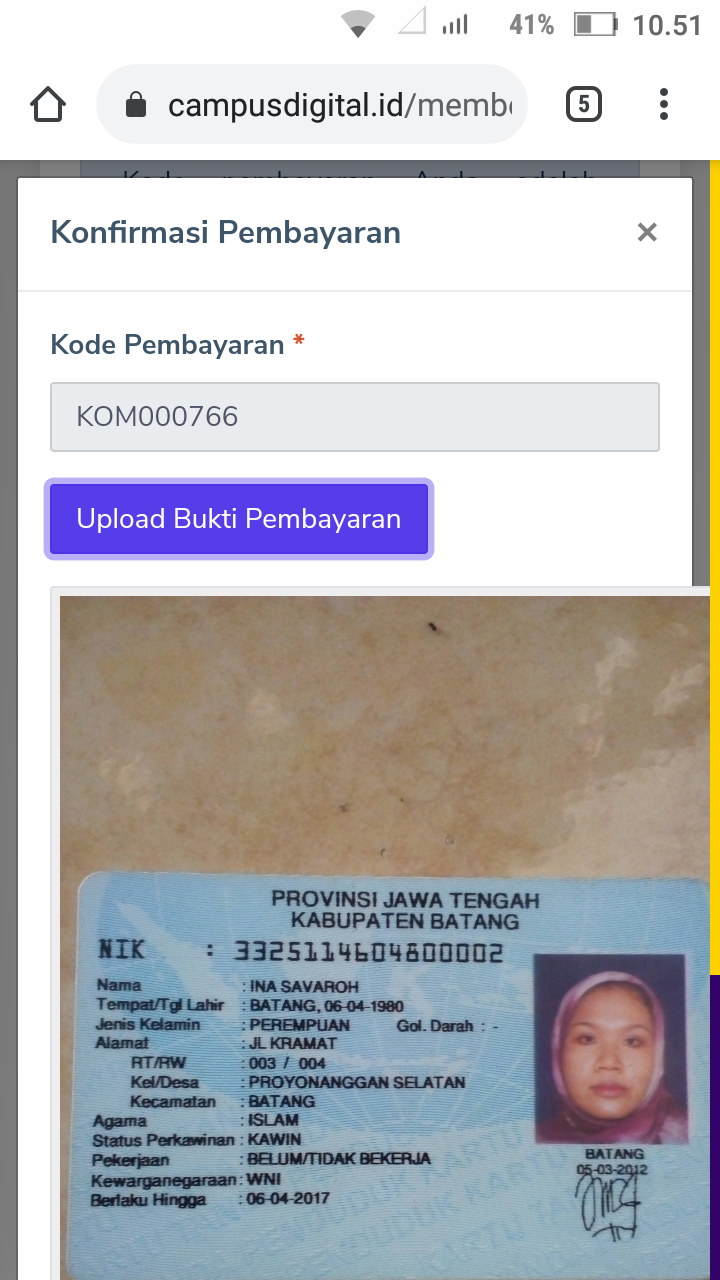 41% 10.51
campusdigital.id/memb
5
Kode pembayaran Anda adalah
Konfirmasi Pembayaran ×
Kode Pembayaran *
KOM000766
Upload Bukti Pembayaran
PROVINSI JAWA TENGAH
KABUPATEN BATANG
NIK : 3325114604800002
Nama : INA SAVAROH
Tempat/Tgl Lahir : BATANG, 06-04-1980
Jenis Kelamin : PEREMPUAN Gol. Darah : -
Alamat : JL KRAMAT
RT/RW : 003 / 004
Kel/Desa : PROYONANGGAN SELATAN
Kecamatan : BATANG
Agama : ISLAM
Status Perkawinan : KAWIN
Pekerjaan : BELUM/TIDAK BEKERJA
Kewarganegaraan : WNI
Berlaku Hingga : 06-04-2017
BATANG
05-03-2012